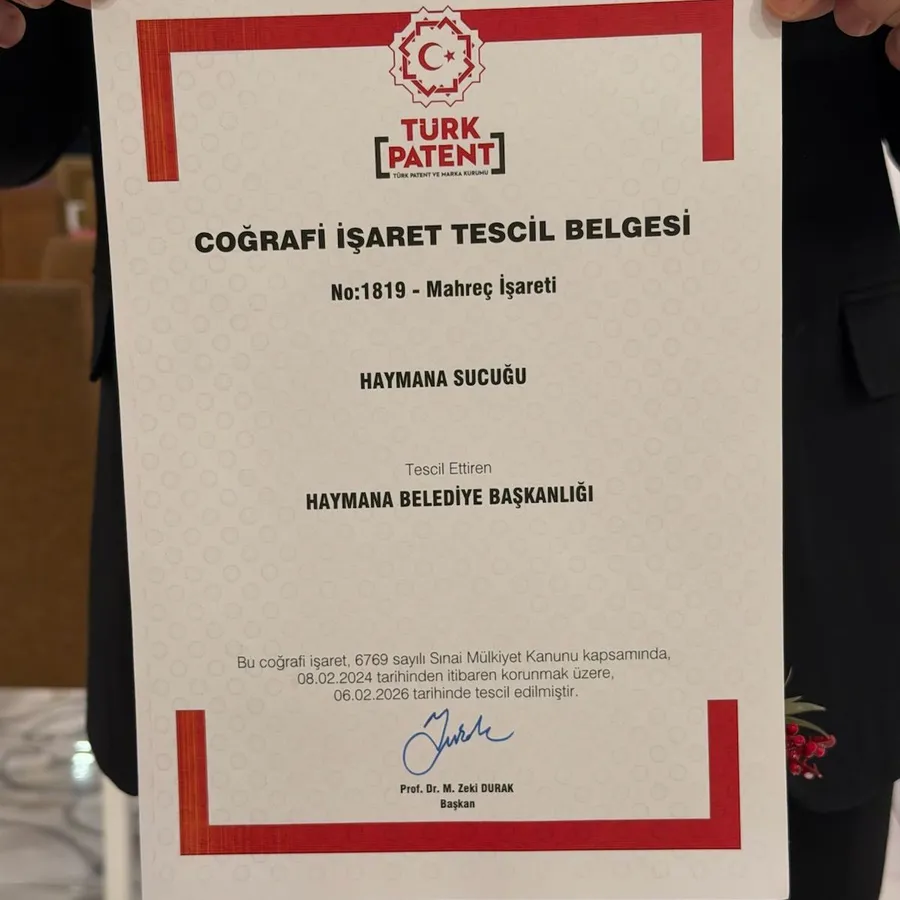 TÜRK
PATENT
TÜRK PATENT VE MARKA KURUMU
COĞRAFİ İŞARET TESCİL BELGESİ
No:1819 - Mahreç İşareti
HAYMANA SUCUĞU
Tescil Ettiren
HAYMANA BELEDİYE BAŞKANLIĞI
Bu coğrafi işaret, 6769 sayılı Sınai Mülkiyet Kanunu kapsamında,
08.02.2024 tarihinden itibaren korunmak üzere,
06.02.2026 tarihinde tescil edilmiştir.
Prof. Dr. M. Zeki DURAK
Başkan